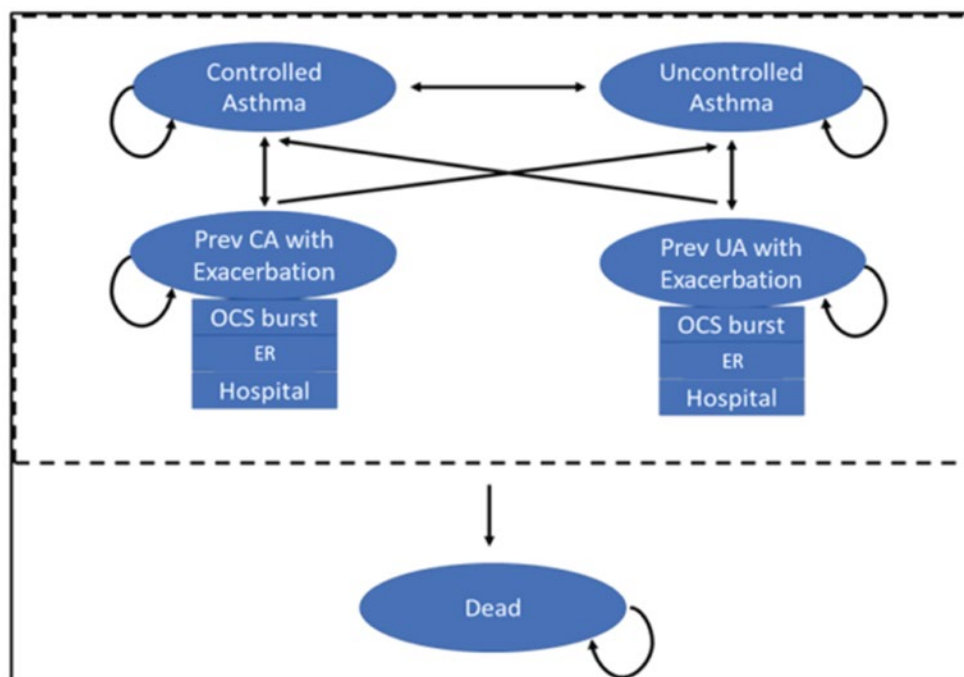 Controlled
Asthma
Uncontrolled
Asthma
Prev CA with
Exacerbation
OCS burst
ER
Hospital
Prev UA with
Exacerbation
OCS burst
ER
Hospital
Dead